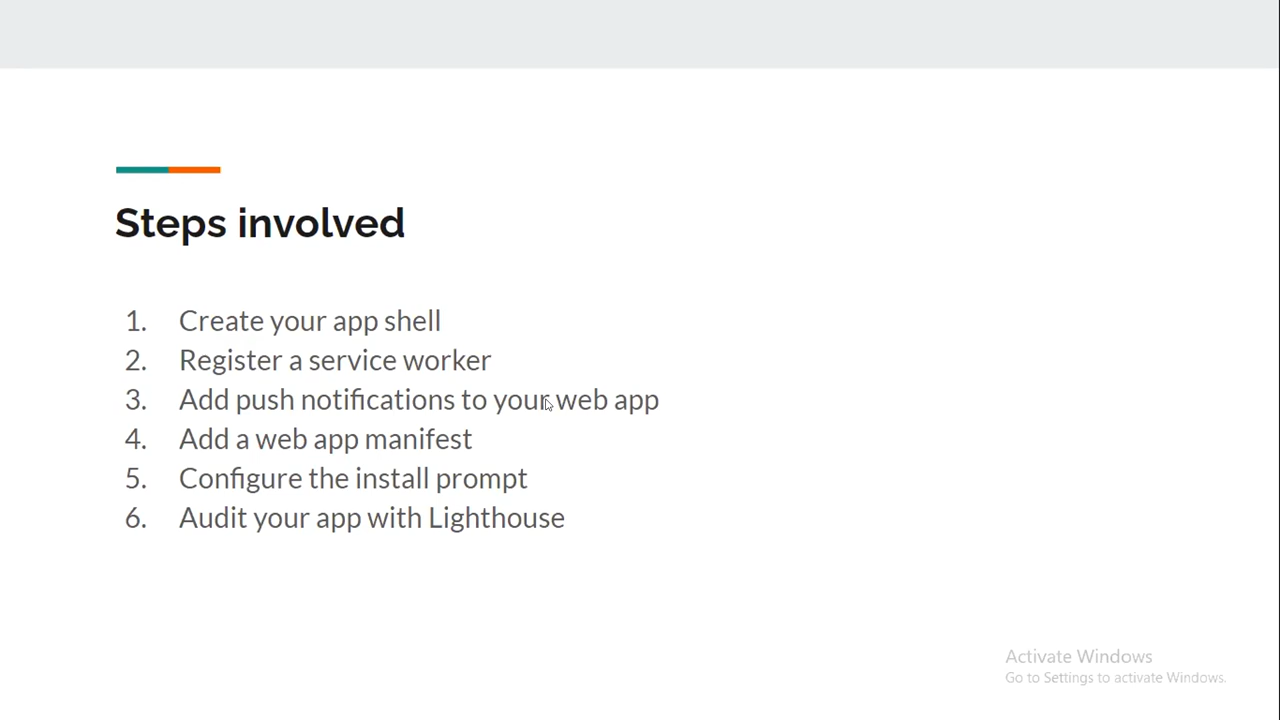 Steps involved
1. Create your app shell
2. Register a service worker
3. Add push notifications to your web app
4. Add a web app manifest
5. Configure the install prompt
6. Audit your app with Lighthouse
Activate Windows
Go to Settings to activate Windows.